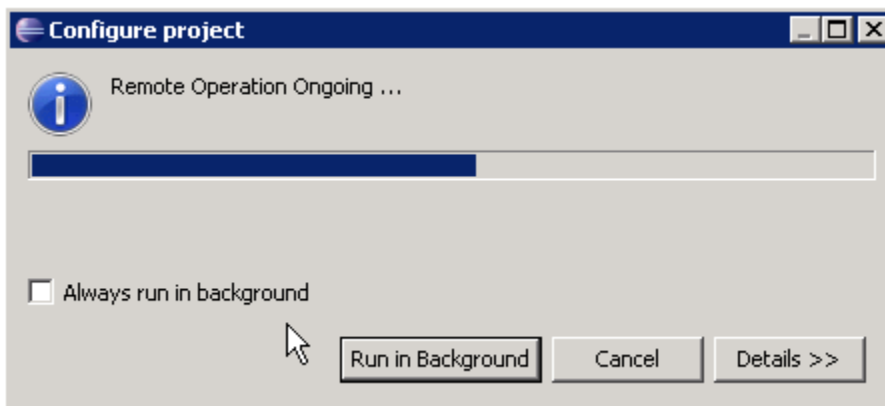 Configure project
Remote Operation Ongoing ...
Always run in background
Run in Background Cancel Details >>